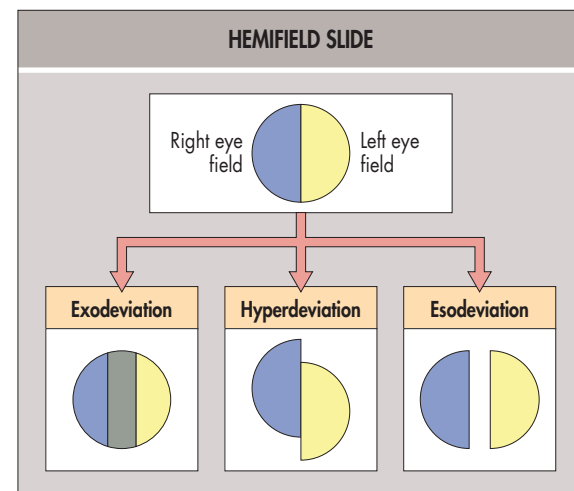 HEMIFIELD SLIDE
Right eye
field
Left eye
field
Exodeviation
Hyperdeviation
Esodeviation